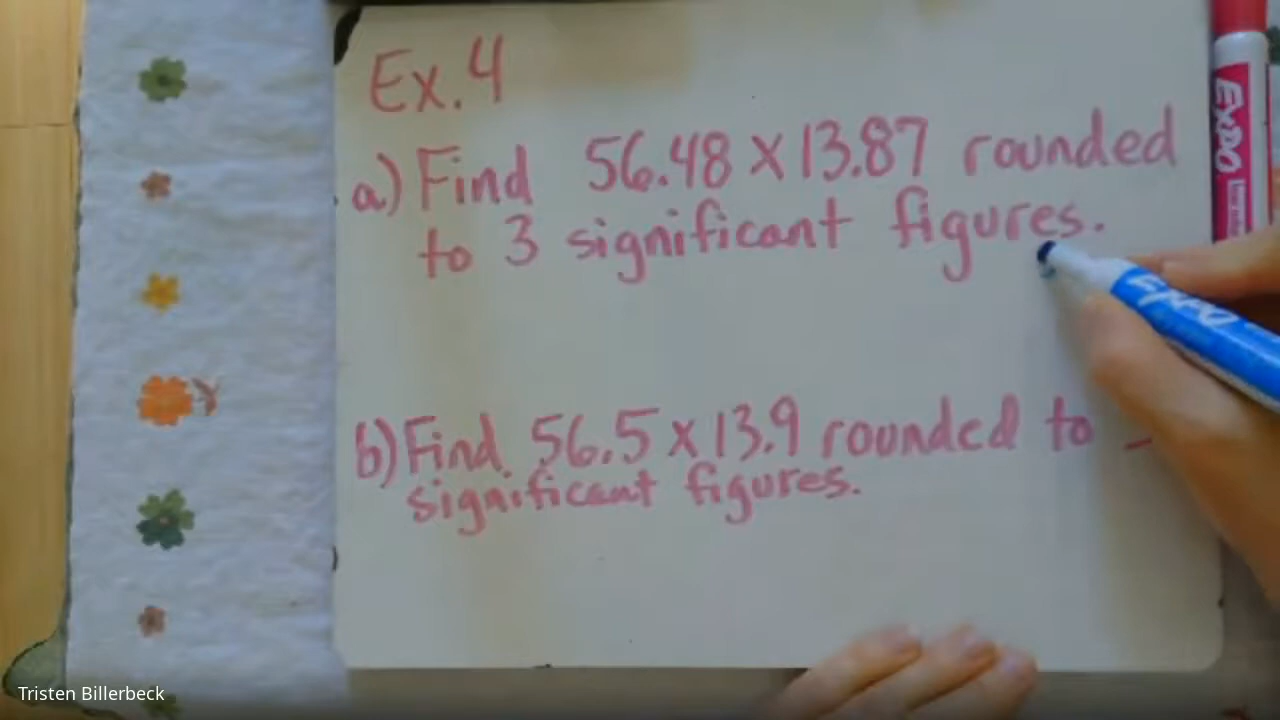 Ex. 4
a) Find 56.48 x 13.87 rounded
to 3 significant figures.
b) Find 56.5 x 13.9 rounded to
significant figures.
EXPO
EXPO
Tristen Billerbeck